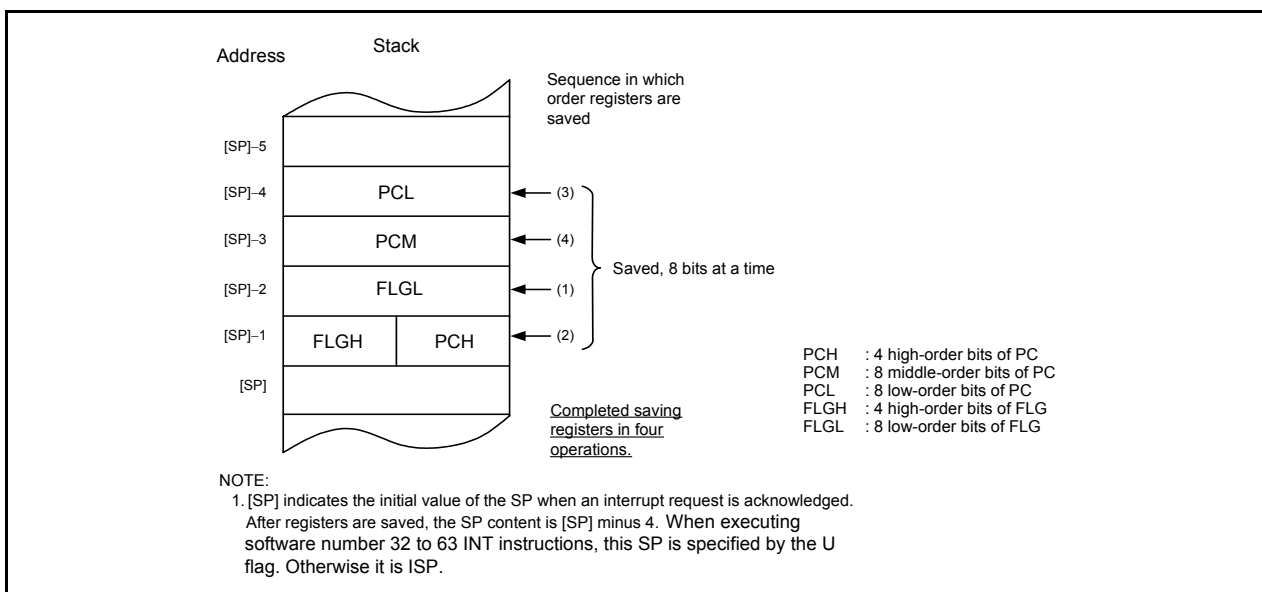 Address
Stack
Sequence in which
order registers are
saved
[SP]−5
[SP]−4
PCL
(3)
[SP]−3
PCM
(4)
Saved, 8 bits at a time
[SP]−2
FLGL
(1)
[SP]−1
FLGH
PCH
(2)
[SP]
PCH : 4 high-order bits of PC
PCM : 8 middle-order bits of PC
PCL : 8 low-order bits of PC
FLGH : 4 high-order bits of FLG
FLGL : 8 low-order bits of FLG
Completed saving
registers in four
operations.
NOTE:
1. [SP] indicates the initial value of the SP when an interrupt request is acknowledged.
After registers are saved, the SP content is [SP] minus 4. When executing
software number 32 to 63 INT instructions, this SP is specified by the U
flag. Otherwise it is ISP.